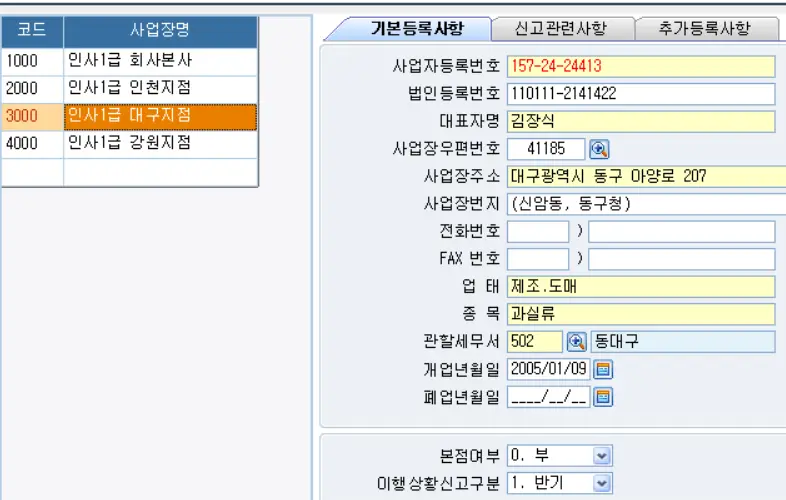 코드 사업장명
1000 인사1급 회사본사
2000 인사1급 인천지점
3000 인사1급 대구지점
4000 인사1급 강원지점
기본등록사항 신고관련사항 추가등록사항
사업자등록번호 157-24-24413
법인등록번호 110111-2141422
대표자명 김장식
사업장우편번호 41185
사업장주소 대구광역시 동구 아양로 207
사업장번지 (신암동, 동구청)
전화번호 )
FAX 번호 )
업 태 제조.도매
종 목 과실류
관할세무서 502 동대구
개업년월일 2005/01/09
폐업년월일 ____/__/__
본점여부 0. 부
이행상황신고구분 1. 반기